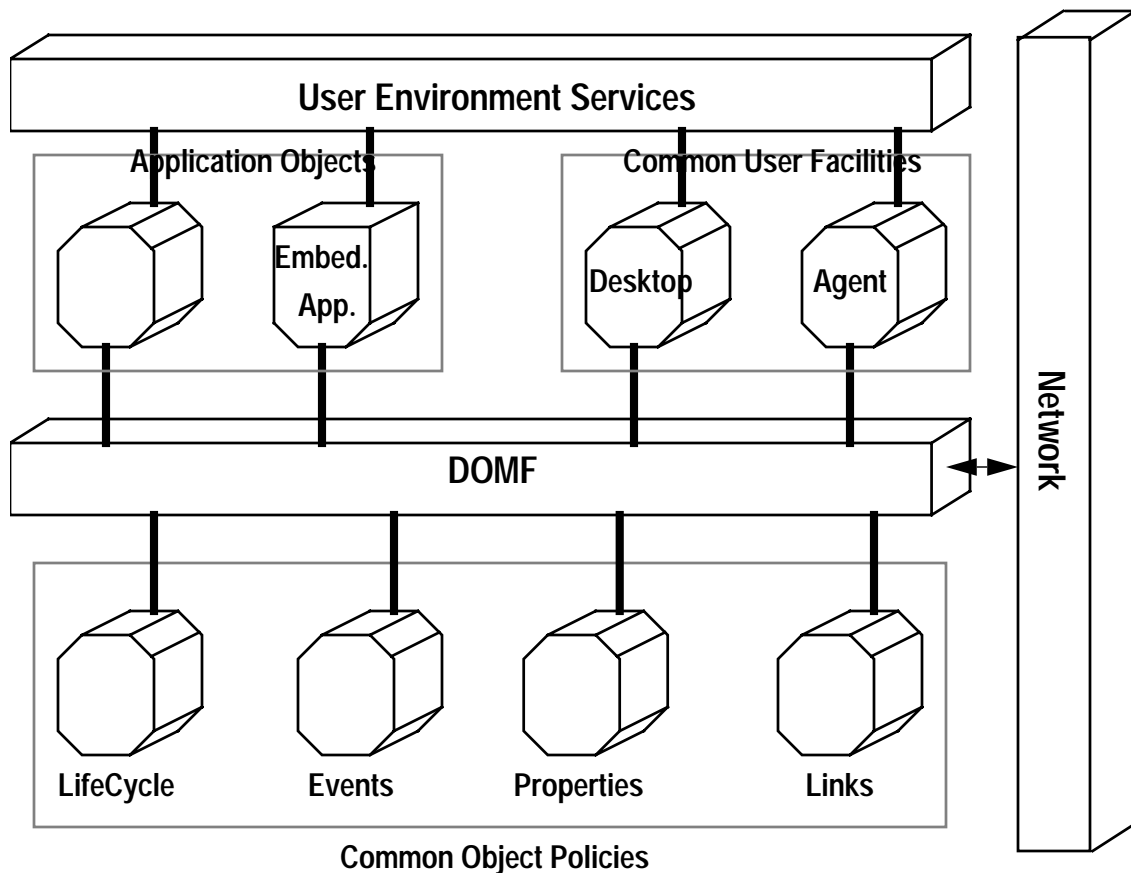 User Environment Services
Application Objects
Common User Facilities
Embed.
App.
Desktop
Agent
DOMF
Network
LifeCycle
Events
Properties
Links
Common Object Policies